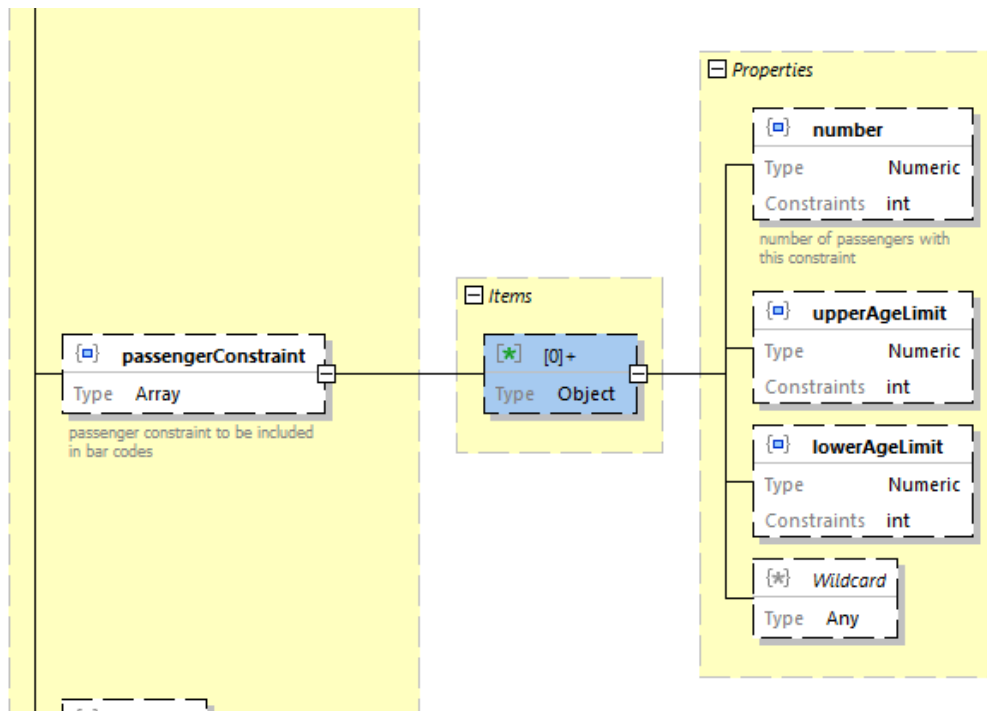 Properties
number
Type Numeric
Constraints int
number of passengers with
this constraint
Items
upperAgeLimit
Type Numeric
Constraints int
passengerConstraint
Type Array
passenger constraint to be included
in bar codes
[0]+
Type Object
lowerAgeLimit
Type Numeric
Constraints int
Wildcard
Type Any